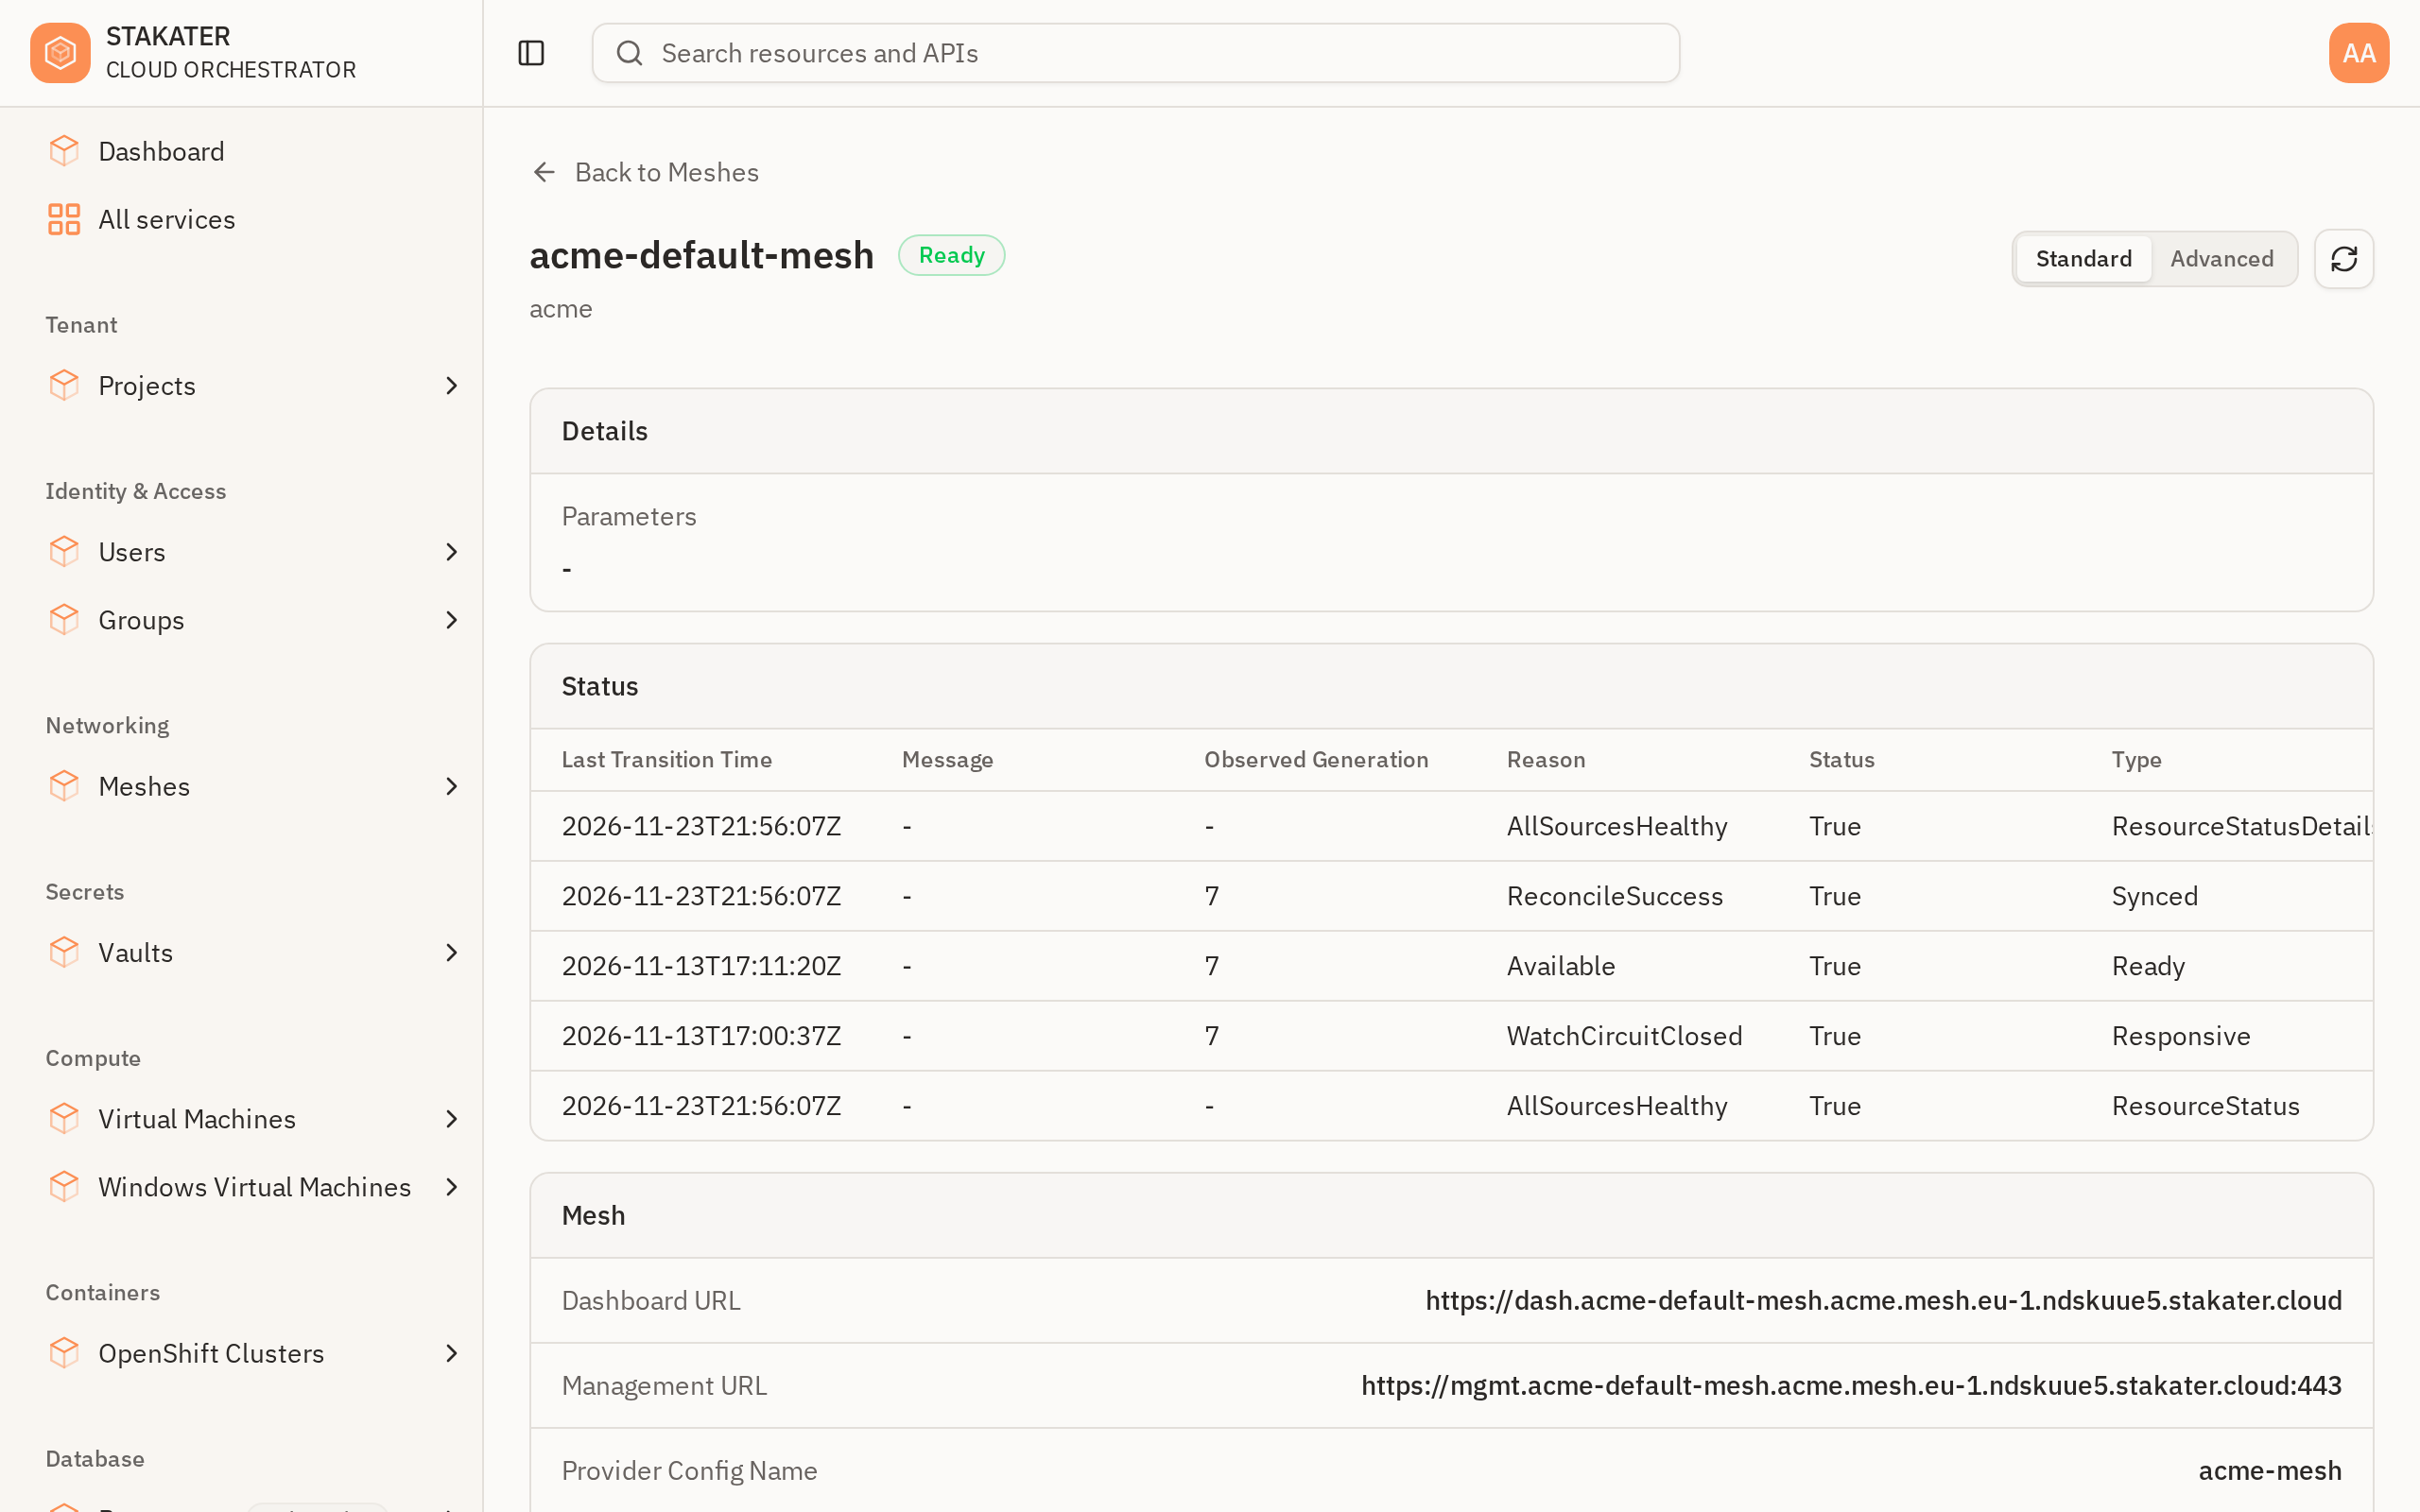 STAKATER
CLOUD ORCHESTRATOR
Search resources and APIs
AA
Dashboard
All services
Tenant
Projects
Identity & Access
Users
Groups
Networking
Meshes
Secrets
Vaults
Compute
Virtual Machines
Windows Virtual Machines
Containers
OpenShift Clusters
Database
Back to Meshes
acme-default-mesh Ready
acme
Standard Advanced
Details
Parameters
-
Status
Last Transition Time Message Observed Generation Reason Status Type
2026-11-23T21:56:07Z - - AllSourcesHealthy True ResourceStatusDetails
2026-11-23T21:56:07Z - 7 ReconcileSuccess True Synced
2026-11-13T17:11:20Z - 7 Available True Ready
2026-11-13T17:00:37Z - 7 WatchCircuitClosed True Responsive
2026-11-23T21:56:07Z - - AllSourcesHealthy True ResourceStatus
Mesh
Dashboard URL https://dash.acme-default-mesh.acme.mesh.eu-1.ndskuue5.stakater.cloud
Management URL https://mgmt.acme-default-mesh.acme.mesh.eu-1.ndskuue5.stakater.cloud:443
Provider Config Name acme-mesh